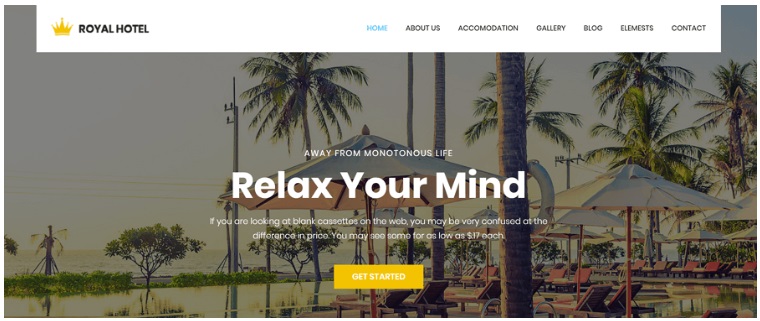 ROYAL HOTEL
HOME ABOUT US ACCOMODATION GALLERY BLOG ELEMESTS CONTACT
AWAY FROM MONOTONOUS LIFE
Relax Your Mind
If you are looking at blank cassettes on the web, you may be very confused at the
difference in price. You may see some for as low as $.17 each.
GET STARTED